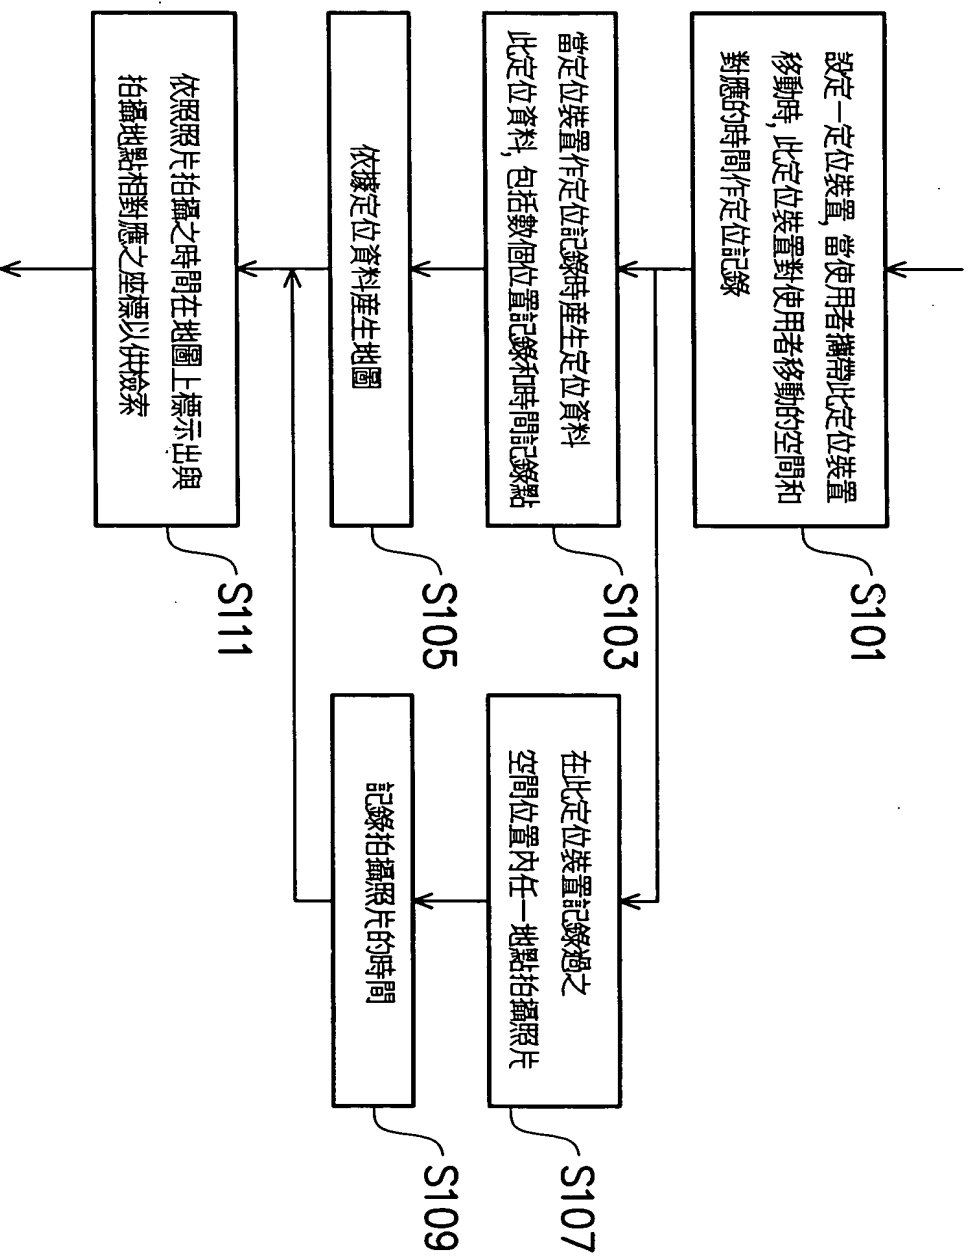 設定一定位裝置, 當使用者攜帶此定位裝置
移動時, 此定位裝置對使用者移動的空間和
對應的時間作定位記錄
S101
當定位裝置作定位記錄時產生定位資料
此定位資料, 包括數個位置記錄和時間記錄點
S103
依據定位資料產生地圖
S105
在此定位裝置記錄過之
空間位置內任一地點拍攝照片
S107
記錄拍攝照片的時間
S109
依照照片拍攝之時間在地圖上標示出與
拍攝地點相對應之座標以供檢索
S111